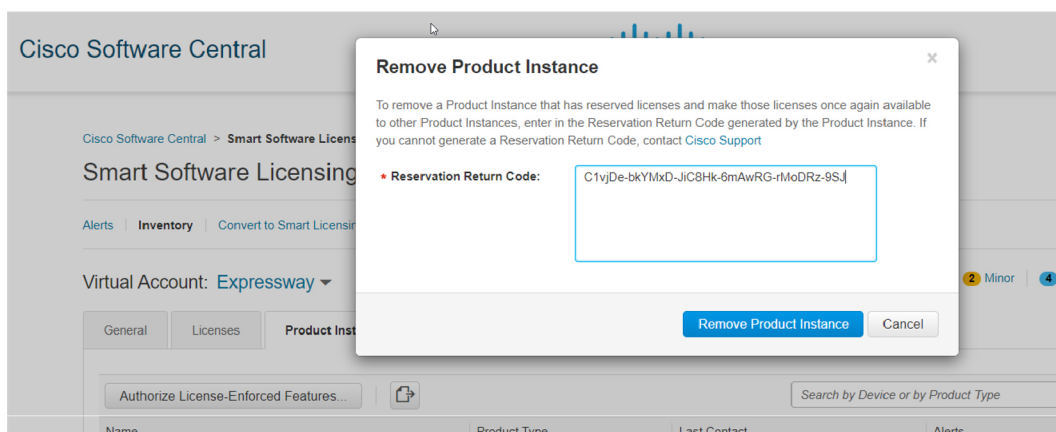 Cisco Software Central
Remove Product Instance
×
To remove a Product Instance that has reserved licenses and make those licenses once again available
to other Product Instances, enter in the Reservation Return Code generated by the Product Instance. If
you cannot generate a Reservation Return Code, contact Cisco Support
* Reservation Return Code:
C1vjDe-bkYMxD-JiC8Hk-6mAwRG-rMoDRz-9SJ
Remove Product Instance
Cancel
Cisco Software Central > Smart Software Licens
Smart Software Licensing
Alerts
Inventory
Convert to Smart Licensin
Virtual Account: Expressway
2 Minor
4
General
Licenses
Product Inst
Authorize License-Enforced Features...
Search by Device or by Product Type
Name
Product Type
Last Contact
Alerts